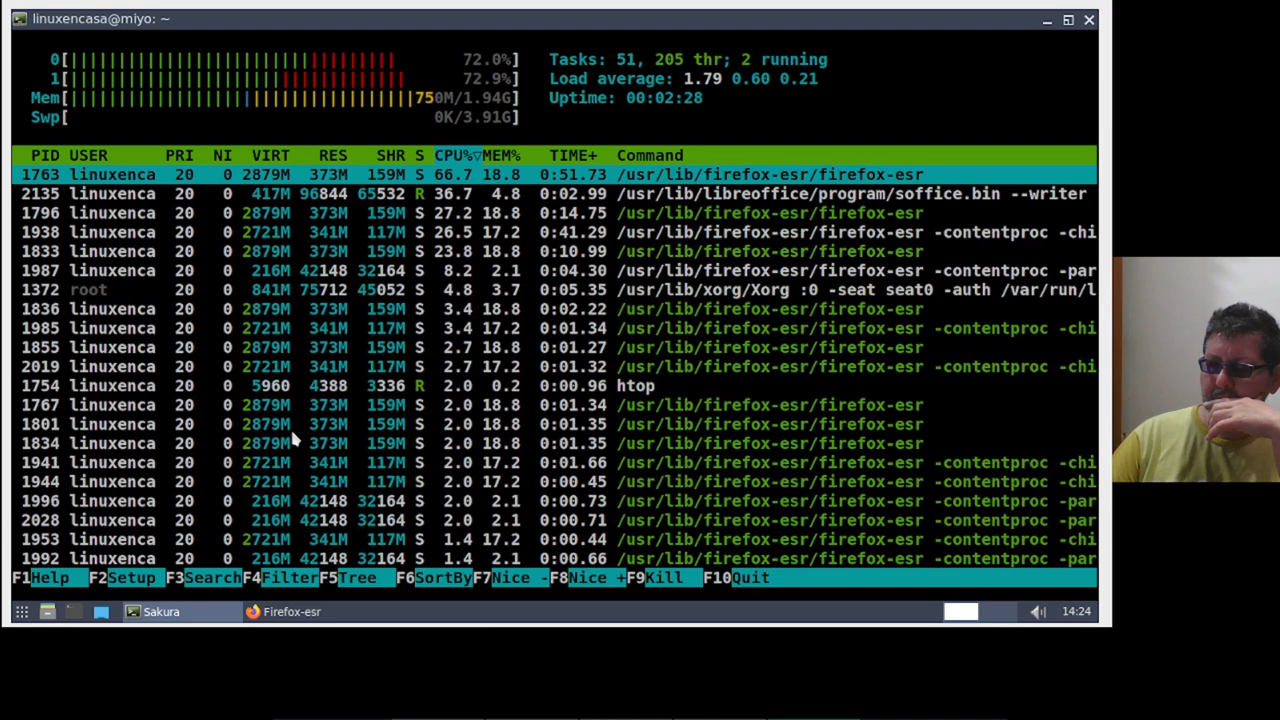 linuxencasa@miyo: ~
0[|||||||||||||||||||||||||||||||||||| 72.0%] Tasks: 51, 205 thr; 2 running
1[||||||||||||||||||||||||||||||||||||| 72.9%] Load average: 1.79 0.60 0.21
Mem[||||||||||||||||||||||||||||||||||||||750M/1.94G] Uptime: 00:02:28
Swp[ 0K/3.91G]
PID USER PRI NI VIRT RES SHR S CPU%▽MEM% TIME+ Command
1763 linuxenca 20 0 2879M 373M 159M S 66.7 18.8 0:51.73 /usr/lib/firefox-esr/firefox-esr
2135 linuxenca 20 0 417M 96844 65532 R 36.7 4.8 0:02.99 /usr/lib/libreoffice/program/soffice.bin --writer
1796 linuxenca 20 0 2879M 373M 159M S 27.2 18.8 0:14.75 /usr/lib/firefox-esr/firefox-esr
1938 linuxenca 20 0 2721M 341M 117M S 26.5 17.2 0:41.29 /usr/lib/firefox-esr/firefox-esr -contentproc -chi
1833 linuxenca 20 0 2879M 373M 159M S 23.8 18.8 0:10.99 /usr/lib/firefox-esr/firefox-esr
1987 linuxenca 20 0 216M 42148 32164 S 8.2 2.1 0:04.30 /usr/lib/firefox-esr/firefox-esr -contentproc -par
1372 root 20 0 841M 75712 45052 S 4.8 3.7 0:05.35 /usr/lib/xorg/Xorg :0 -seat seat0 -auth /var/run/l
1836 linuxenca 20 0 2879M 373M 159M S 3.4 18.8 0:02.22 /usr/lib/firefox-esr/firefox-esr
1985 linuxenca 20 0 2721M 341M 117M S 3.4 17.2 0:01.34 /usr/lib/firefox-esr/firefox-esr -contentproc -chi
1855 linuxenca 20 0 2879M 373M 159M S 2.7 18.8 0:01.27 /usr/lib/firefox-esr/firefox-esr
2019 linuxenca 20 0 2721M 341M 117M S 2.7 17.2 0:01.32 /usr/lib/firefox-esr/firefox-esr -contentproc -chi
1754 linuxenca 20 0 5960 4388 3336 R 2.0 0.2 0:00.96 htop
1767 linuxenca 20 0 2879M 373M 159M S 2.0 18.8 0:01.34 /usr/lib/firefox-esr/firefox-esr
1801 linuxenca 20 0 2879M 373M 159M S 2.0 18.8 0:01.35 /usr/lib/firefox-esr/firefox-esr
1834 linuxenca 20 0 2879M 373M 159M S 2.0 18.8 0:01.35 /usr/lib/firefox-esr/firefox-esr
1941 linuxenca 20 0 2721M 341M 117M S 2.0 17.2 0:01.66 /usr/lib/firefox-esr/firefox-esr -contentproc -chi
1944 linuxenca 20 0 2721M 341M 117M S 2.0 17.2 0:00.45 /usr/lib/firefox-esr/firefox-esr -contentproc -chi
1996 linuxenca 20 0 216M 42148 32164 S 2.0 2.1 0:00.73 /usr/lib/firefox-esr/firefox-esr -contentproc -par
2028 linuxenca 20 0 216M 42148 32164 S 2.0 2.1 0:00.71 /usr/lib/firefox-esr/firefox-esr -contentproc -par
1953 linuxenca 20 0 2721M 341M 117M S 1.4 17.2 0:00.44 /usr/lib/firefox-esr/firefox-esr -contentproc -chi
1992 linuxenca 20 0 216M 42148 32164 S 1.4 2.1 0:00.66 /usr/lib/firefox-esr/firefox-esr -contentproc -par
F1Help F2Setup F3SearchF4FilterF5Tree F6SortByF7Nice -F8Nice +F9Kill F10Quit
Sakura Firefox-esr 14:24